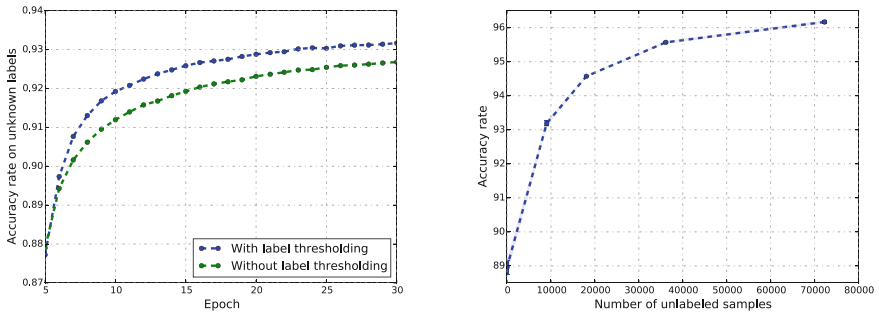 0.94
0.93
0.92
0.91
0.90
0.89
0.88
0.87
Accuracy rate on unknown labels
With label thresholding
Without label thresholding
5 10 15 20 25 30
Epoch
96
95
94
93
92
91
90
89
Accuracy rate
0 10000 20000 30000 40000 50000 60000 70000 80000
Number of unlabeled samples